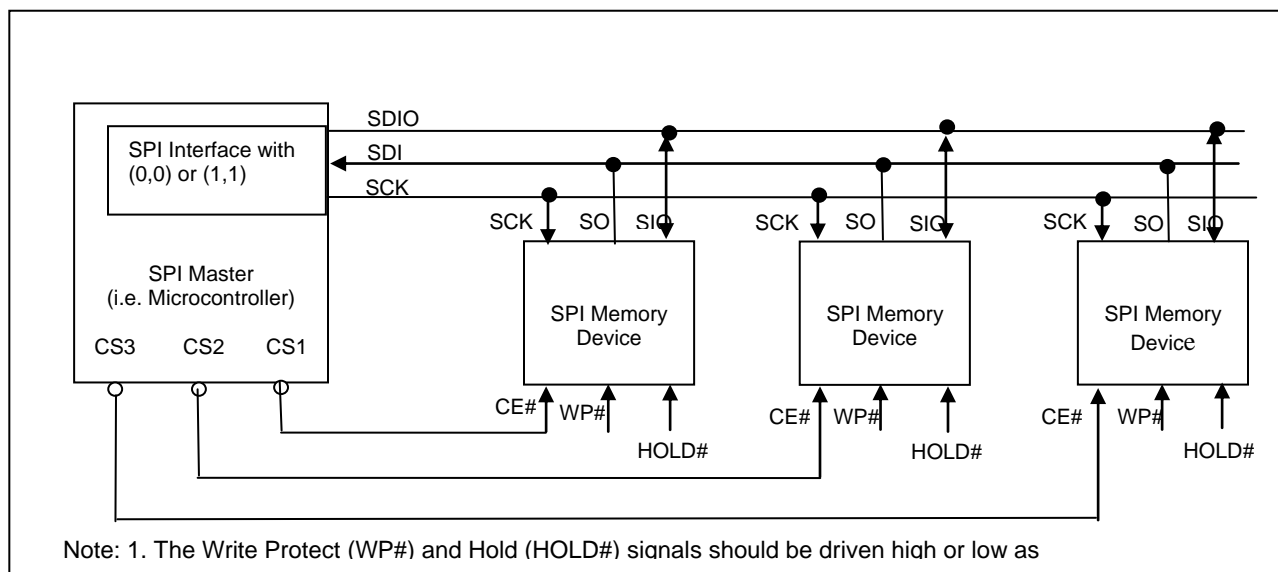 SDIO
SPI Interface with
(0,0) or (1,1)
SDI
SCK
SCK SO SIO
SCK SO SIO
SCK SO SIO
SPI Master
(i.e. Microcontroller)
SPI Memory
Device
SPI Memory
Device
SPI Memory
Device
CS3 CS2 CS1
CE# WP#
HOLD#
CE# WP#
HOLD#
CE# WP#
HOLD#
Note: 1. The Write Protect (WP#) and Hold (HOLD#) signals should be driven high or low as